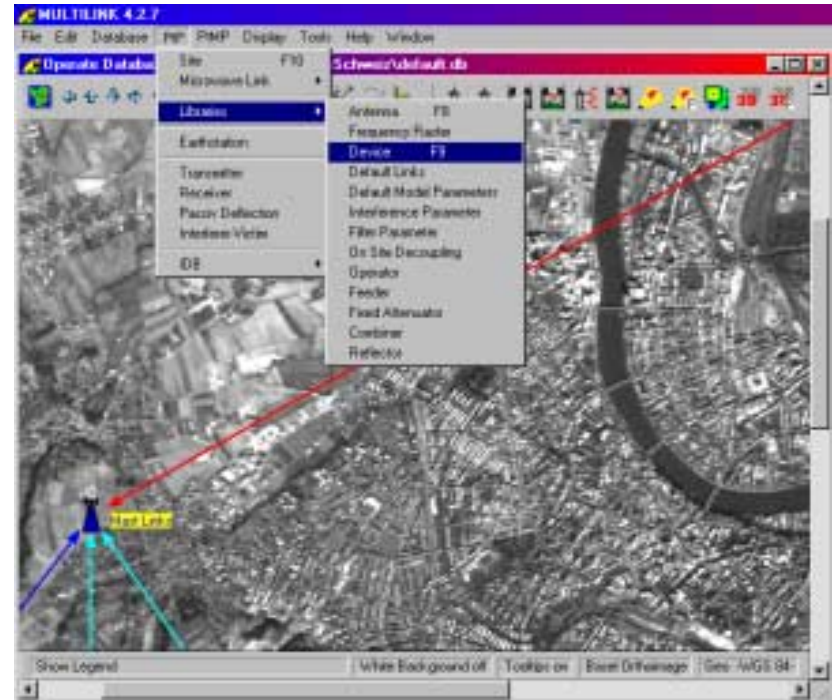 MULTILINK 4.2.7
File Edit Database PtP PtMP Display Tools Help Window
Operate Databa Schweiz\default.db
Site F10
Microwave Link
Libraries
Earthstation
Transmitter
Receiver
Passiv Deflection
Interferer-Victim
IDB
Antenna F8
Frequency Raster
Device F9
Default Links
Default Model Parameters
Interference Parameter
Filter Parameter
On Site Decoupling
Operator
Feeder
Fixed Attenuator
Combiner
Reflector
Show Legend White Background off Tooltips on Basel Orthoimage Geo -WGS 84-